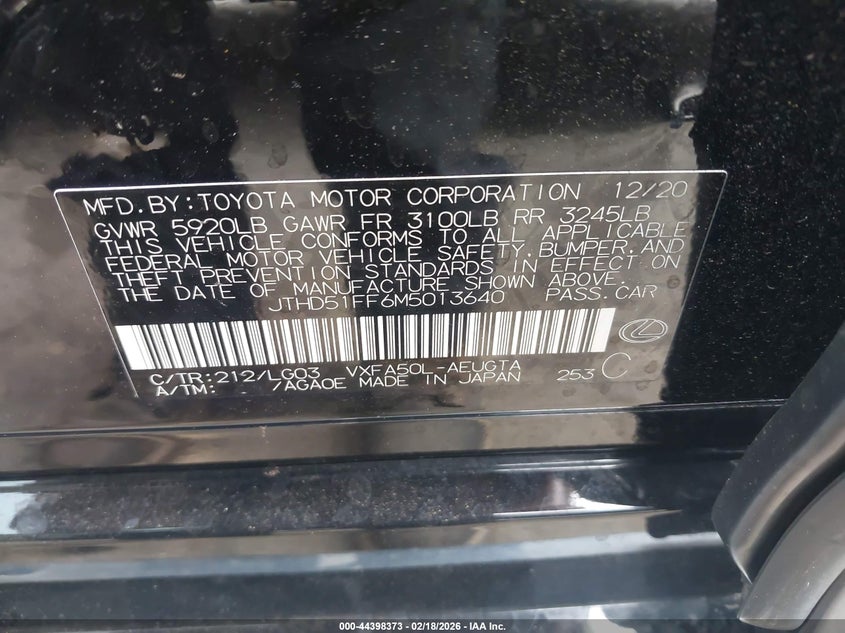 MFD.BY:TOYOTA MOTOR CORPORATION 12/20
GVWR 5920LB GAWR FR 3100LB RR 3245LB
THIS VEHICLE CONFORMS TO ALL APPLICABLE
FEDERAL MOTOR VEHICLE SAFETY,BUMPER,AND
THEFT PREVENTION STANDARDS IN EFFECT ON
THE DATE OF MANUFACTURE SHOWN ABOVE.
JTHD51FF6M5013640 PASS.CAR
C/TR:212/LG03 VXFA50L-AEUGTA
A/TM: /AGA0E MADE IN JAPAN 253 C
000-44398373 - 02/18/2026 - IAA Inc.